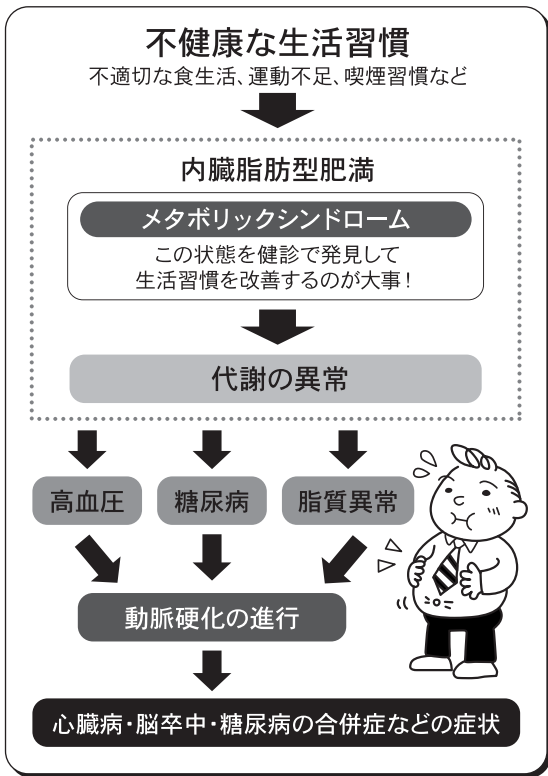 不健康な生活習慣
不適切な食生活、運動不足、喫煙習慣など
内臓脂肪型肥満
メタボリックシンドローム
この状態を健診で発見して
生活習慣を改善するのが大事！
代謝の異常
高血圧
糖尿病
脂質異常
動脈硬化の進行
心臓病・脳卒中・糖尿病の合併症などの症状